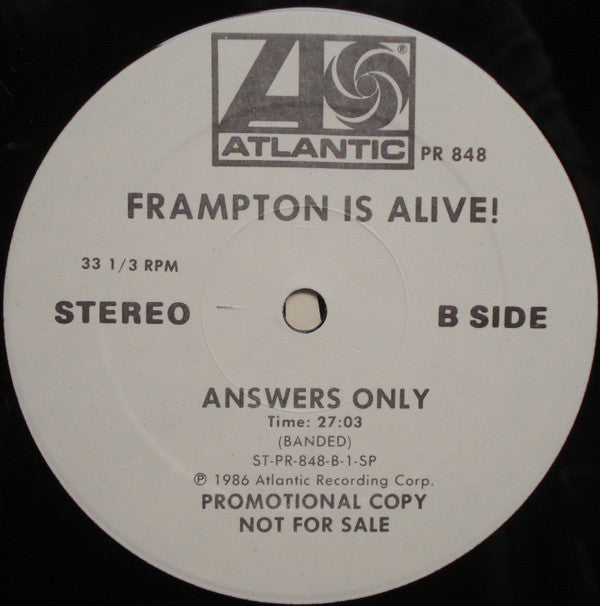 ®
ATLANTIC PR 848
FRAMPTON IS ALIVE!
33 1/3 RPM
STEREO B SIDE
ANSWERS ONLY
Time: 27:03
(BANDED)
ST-PR-848-B-1-SP
℗ 1986 Atlantic Recording Corp.
PROMOTIONAL COPY
NOT FOR SALE